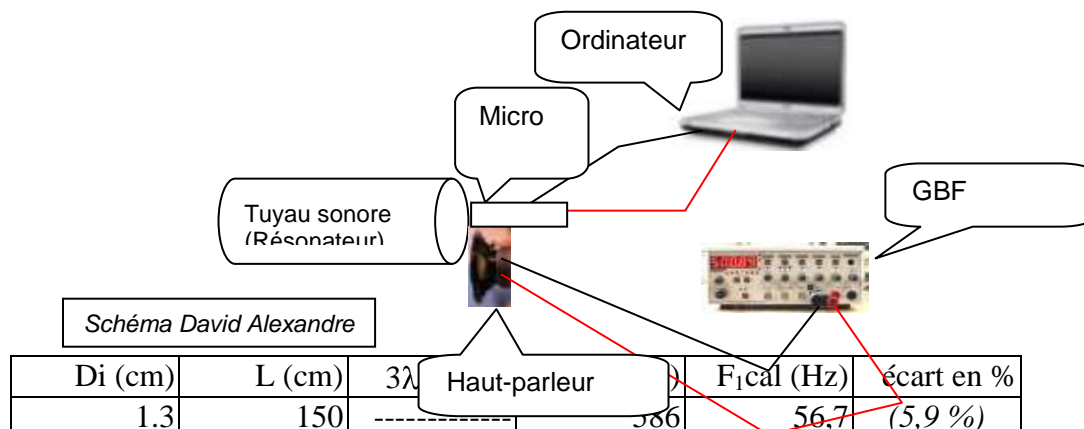 Ordinateur
Micro
GBF
Tuyau sonore
(Résonateur)
Schéma David Alexandre
Haut-parleur
Di (cm) L (cm) 3λ F₁cal (Hz) écart en %
1.3 150 ----------- 586 56,7 (5,9 %)